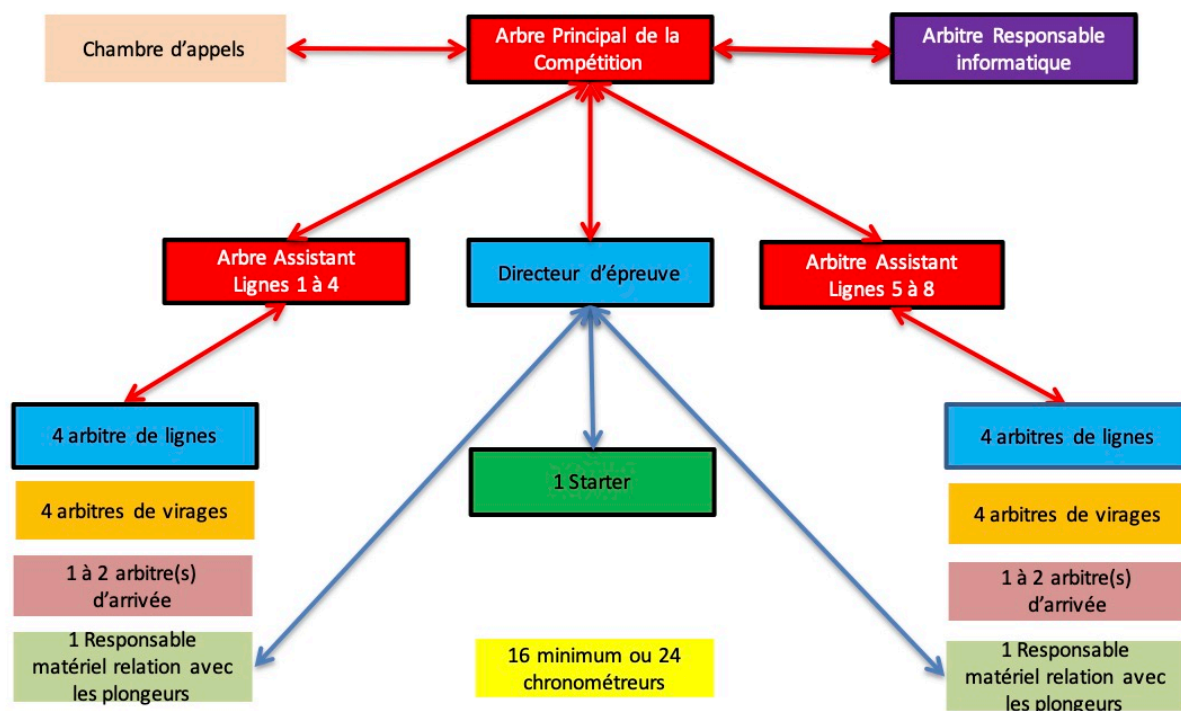 Chambre d'appels
Arbre Principal de la
Compétition
Arbitre Responsable
informatique
Arbre Assistant
Lignes 1 à 4
Directeur d'épreuve
Arbitre Assistant
Lignes 5 à 8
4 arbitre de lignes
4 arbitres de virages
1 à 2 arbitre(s)
d'arrivée
1 Responsable
matériel relation avec
les plongeurs
1 Starter
16 minimum ou 24
chronométreurs
4 arbitres de lignes
4 arbitres de virages
1 à 2 arbitre(s)
d'arrivée
1 Responsable
matériel relation avec
les plongeurs